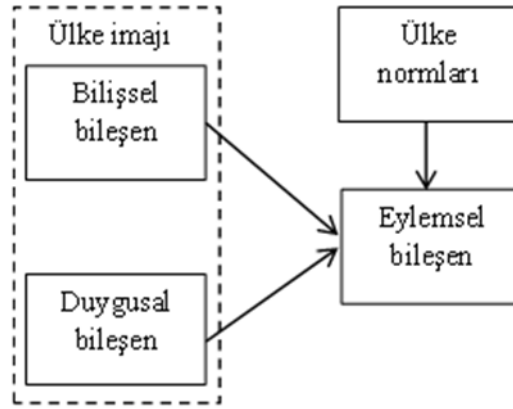 Ülke imajı
Bilişsel
bileşen
Duygusal
bileşen
Ülke
normları
Eylemsel
bileşen